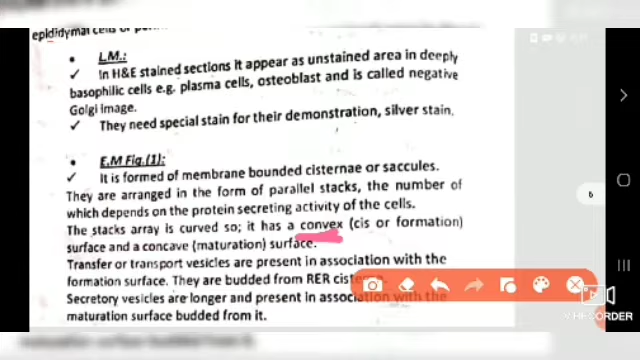 epididymal cells or
L.M.:
✓ In H&E stained sections it appear as unstained area in deeply
basophilic cells e.g. plasma cells, osteoblast and is called negative
Golgi image.
✓ They need special stain for their demonstration, silver stain.
E.M Fig.(1):
✓ It is formed of membrane bounded cisternae or saccules.
They are arranged in the form of parallel stacks, the number of
which depends on the protein secreting activity of the cells.
The stacks array is curved so; it has a convex (cis or formation)
surface and a concave (maturation) surface.
Transfer or transport vesicles are present in association with the
formation surface. They are budded from RER
Secretory vesicles are longer and present in association with the
maturation surface budded from it.
6
V RECORDER